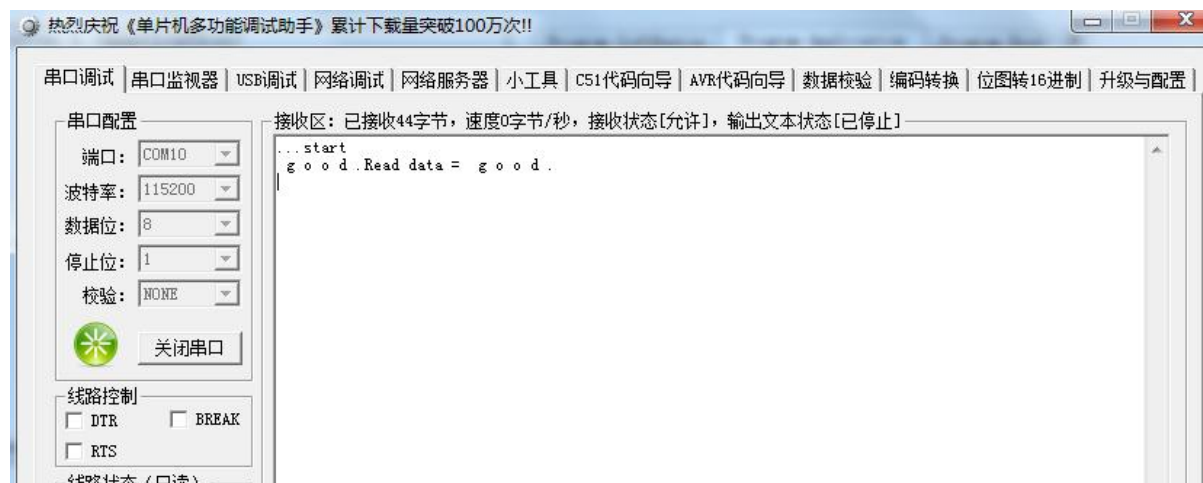 热烈庆祝《单片机多功能调试助手》累计下载量突破100万次!!
串口调试 串口监视器 USB调试 网络调试 网络服务器 小工具 C51代码向导 AVR代码向导 数据校验 编码转换 位图转16进制 升级与配置
串口配置
端口: COM10
波特率: 115200
数据位: 8
停止位: 1
校验: NONE
关闭串口
线路控制
DTR BREAK
RTS
线路状态(只读)
接收区: 已接收44字节, 速度0字节/秒, 接收状态[允许], 输出文本状态[已停止]
...start
g o o d .Read data = g o o d .